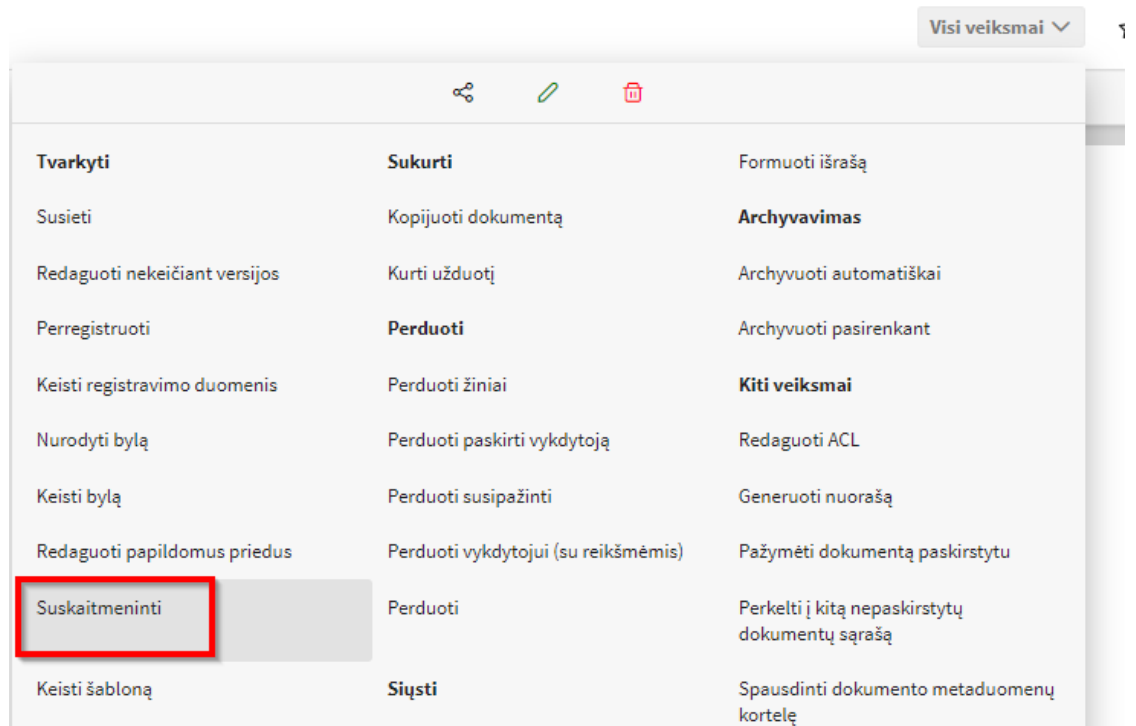 Visi veiksmai
Tvarkyti
Susieti
Redaguoti nekeičiant versijos
Perregistruoti
Keisti registravimo duomenis
Nurodyti bylą
Keisti bylą
Redaguoti papildomus priedus
Suskaitmeninti
Keisti šabloną
Sukurti
Kopijuoti dokumentą
Kurti užduotį
Perduoti
Perduoti žiniai
Perduoti paskirti vykdytoją
Perduoti susipažinti
Perduoti vykdytojui (su reikšmėmis)
Perduoti
Siųsti
Formuoti išrašą
Archyvavimas
Archyvuoti automatiškai
Archyvuoti pasirenkant
Kiti veiksmai
Redaguoti ACL
Generuoti nuorašą
Pažymėti dokumentą paskirstytu
Perkelti į kitą nepaskirstytų
dokumentų sąrašą
Spausdinti dokumento metaduomenų
kortelę